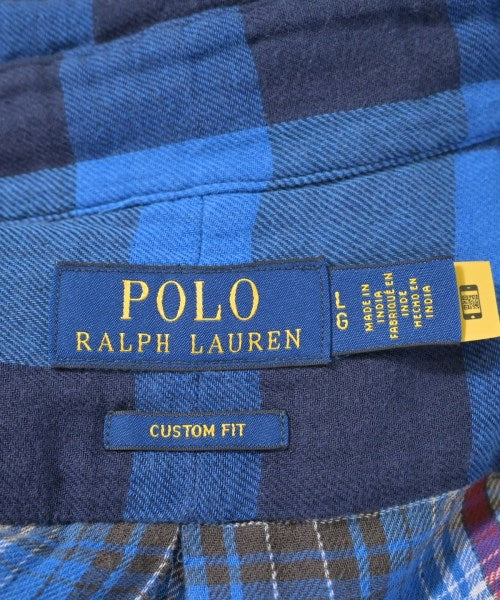 POLO
RALPH LAUREN
L
G
MADE IN
INDIA
FABRIQUÉ EN
INDE
HECHO EN
INDIA
CUSTOM FIT